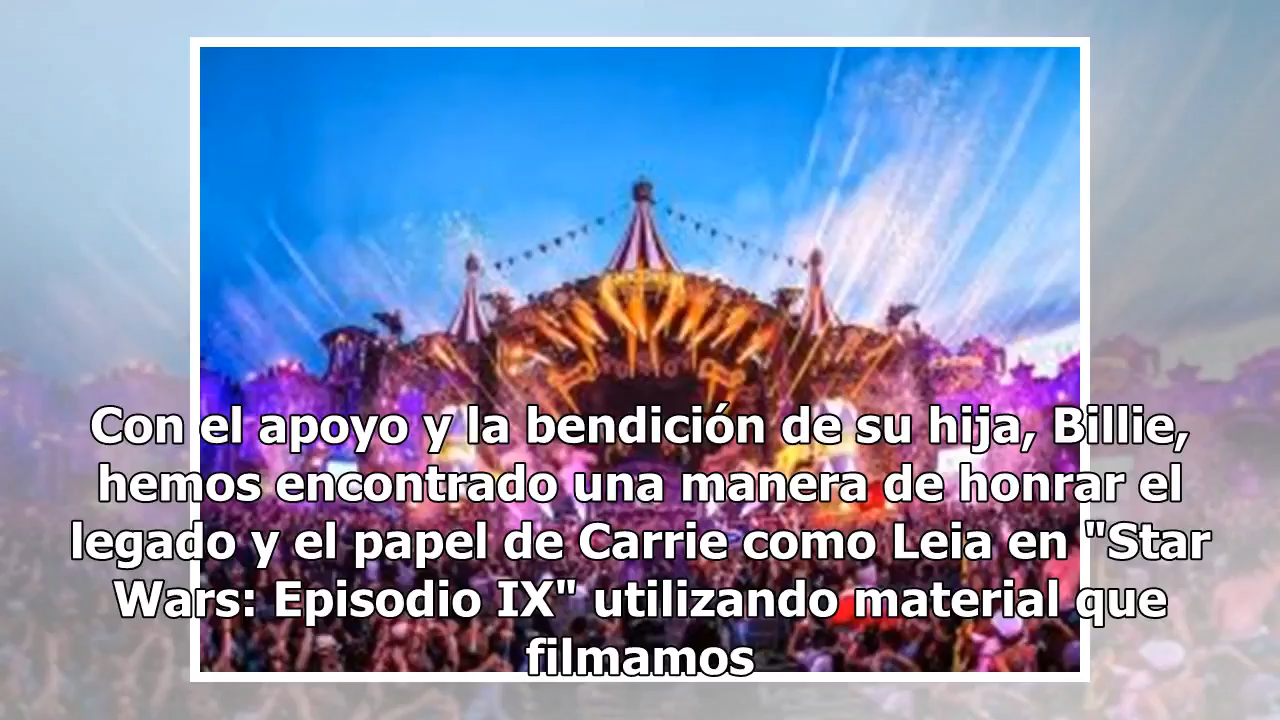 Con el apoyo y la bendición de su hija, Billie,
hemos encontrado una manera de honrar el
legado y el papel de Carrie como Leia en "Star
Wars: Episodio IX" utilizando material que
filmamos